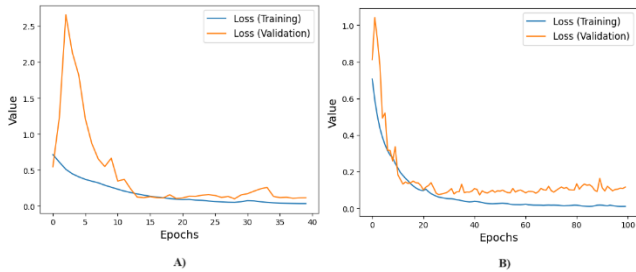 Loss (Training)
Loss (Validation)
2.5
2.0
1.5
1.0
0.5
0.0
Value
0 5 10 15 20 25 30 35 40
Epochs
A)
Loss (Training)
Loss (Validation)
1.0
0.8
0.6
0.4
0.2
0.0
Value
0 20 40 60 80 100
Epochs
B)